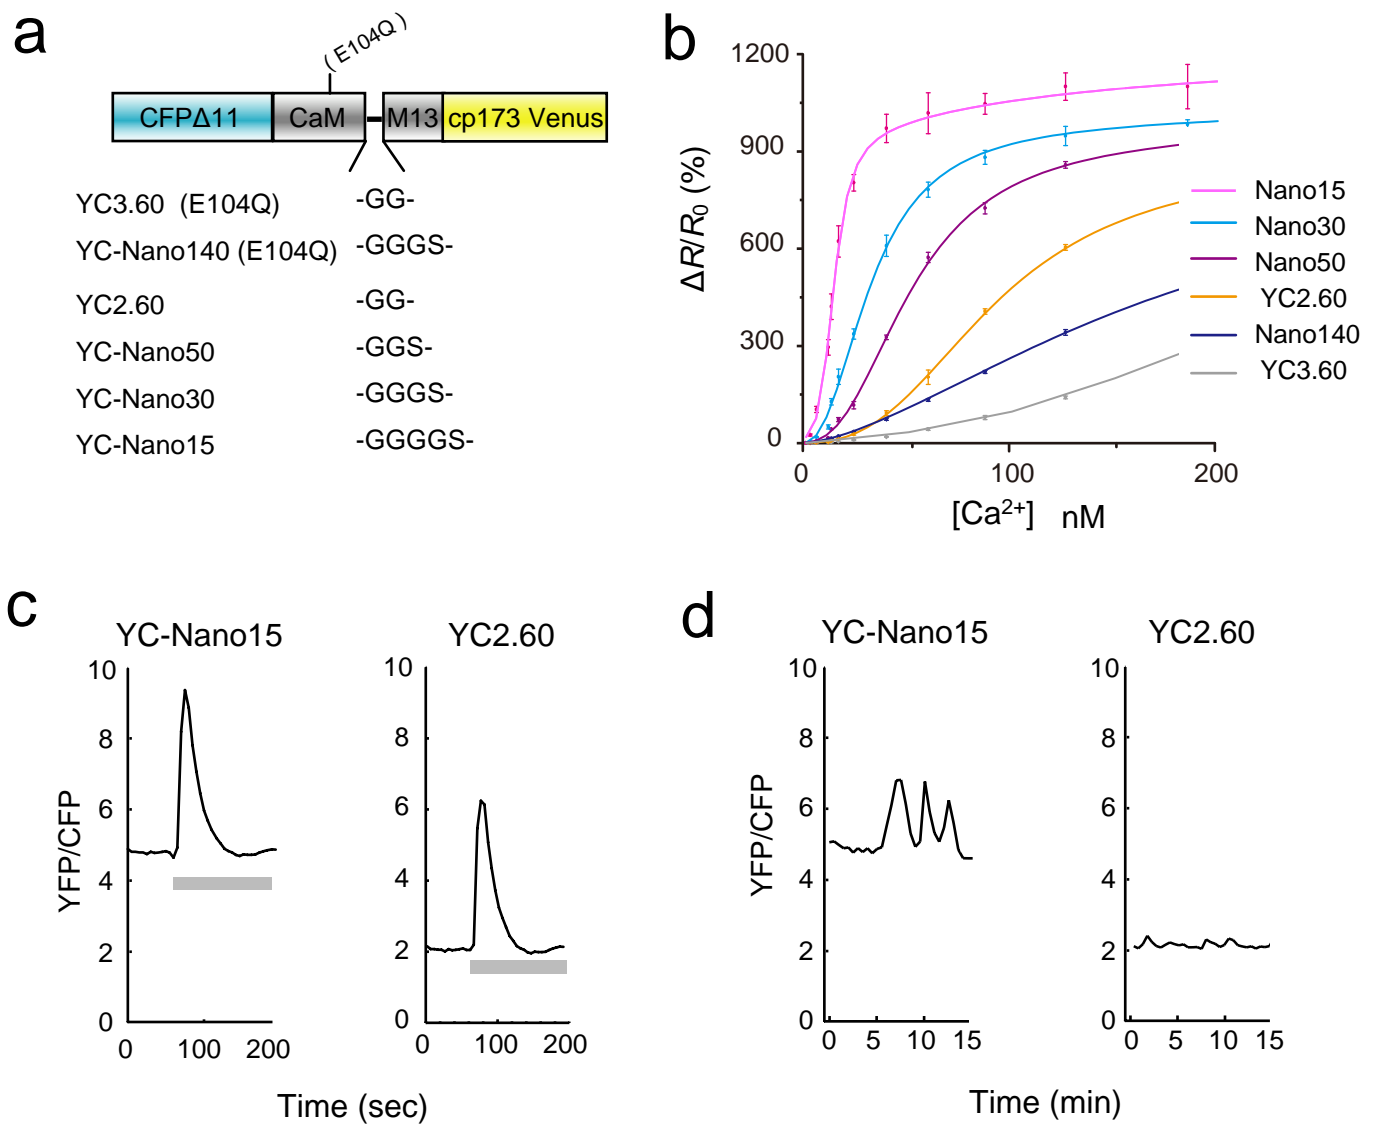 a
(E104Q)
CFPΔ11 CaM M13 cp173 Venus
YC3.60 (E104Q) -GG-
YC-Nano140 (E104Q) -GGGS-
YC2.60 -GG-
YC-Nano50 -GGS-
YC-Nano30 -GGGS-
YC-Nano15 -GGGGS-
b
1200
900
600
300
0
ΔR/R0 (%)
0 100 200
[Ca2+] nM
Nano15
Nano30
Nano50
YC2.60
Nano140
YC3.60
c
YC-Nano15
10
8
6
4
2
0
YFP/CFP
0 100 200
YC2.60
10
8
6
4
2
0
0 100 200
Time (sec)
d
YC-Nano15
10
8
6
4
2
0
YFP/CFP
0 5 10 15
YC2.60
10
8
6
4
2
0
0 5 10 15
Time (min)